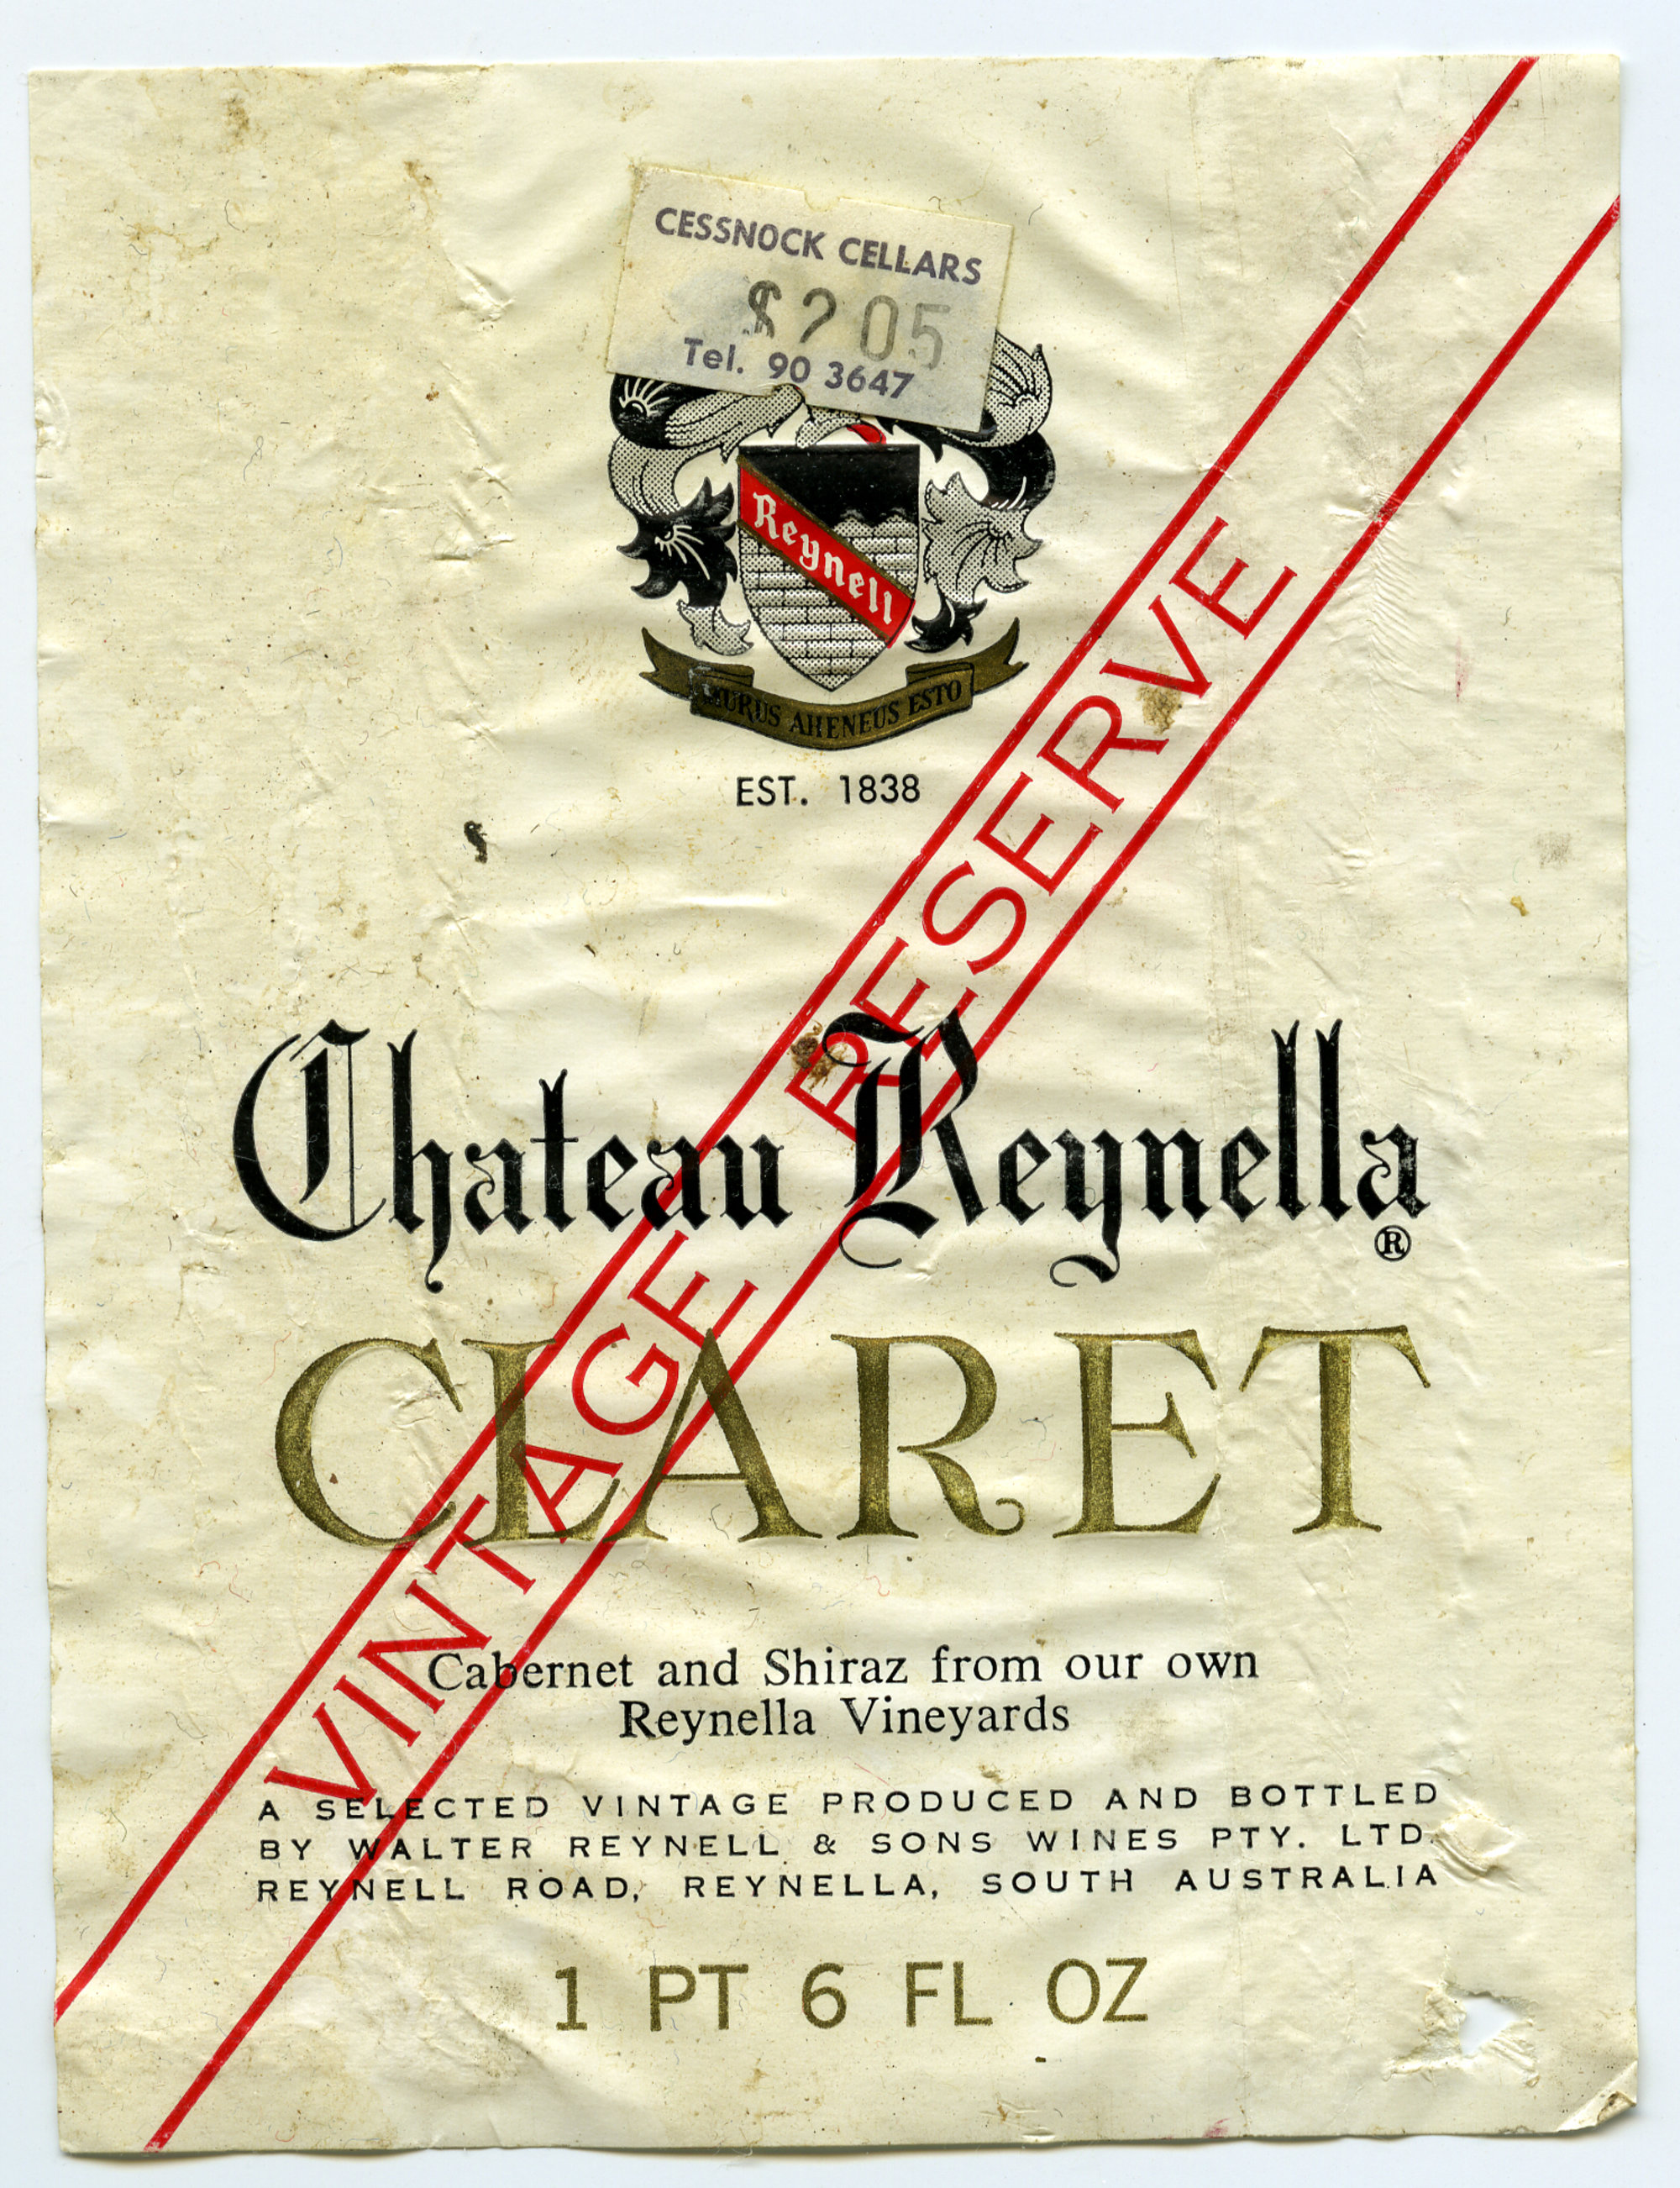 CESSNOCK CELLARS
$2 05
Tel. 90 3647
Reynell
MURUS AHENEUS ESTO
EST. 1838
VINTAGE RESERVE
Chateau Reynella ®
CLARET
Cabernet and Shiraz from our own
Reynella Vineyards
A SELECTED VINTAGE PRODUCED AND BOTTLED
BY WALTER REYNELL & SONS WINES PTY. LTD.
REYNELL ROAD, REYNELLA, SOUTH AUSTRALIA
1 PT 6 FL OZ